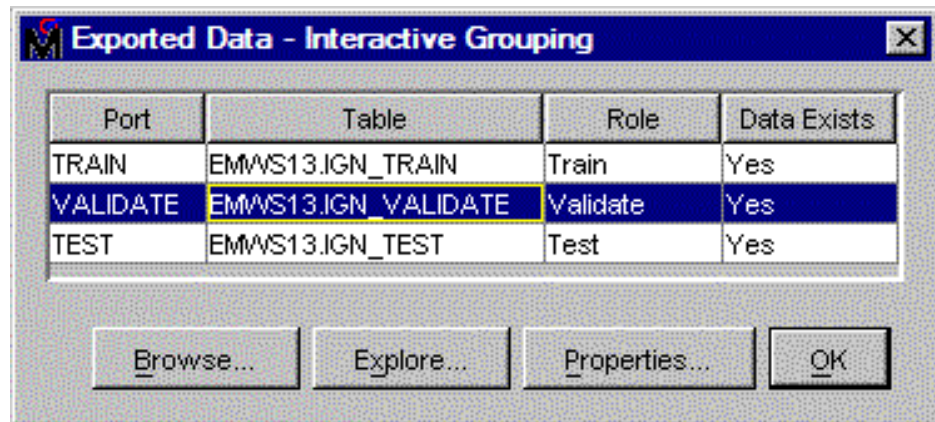 Exported Data - Interactive Grouping
Port Table Role Data Exists
TRAIN EMWS13.IGN_TRAIN Train Yes
VALIDATE EMWS13.IGN_VALIDATE Validate Yes
TEST EMWS13.IGN_TEST Test Yes
Browse... Explore... Properties... OK